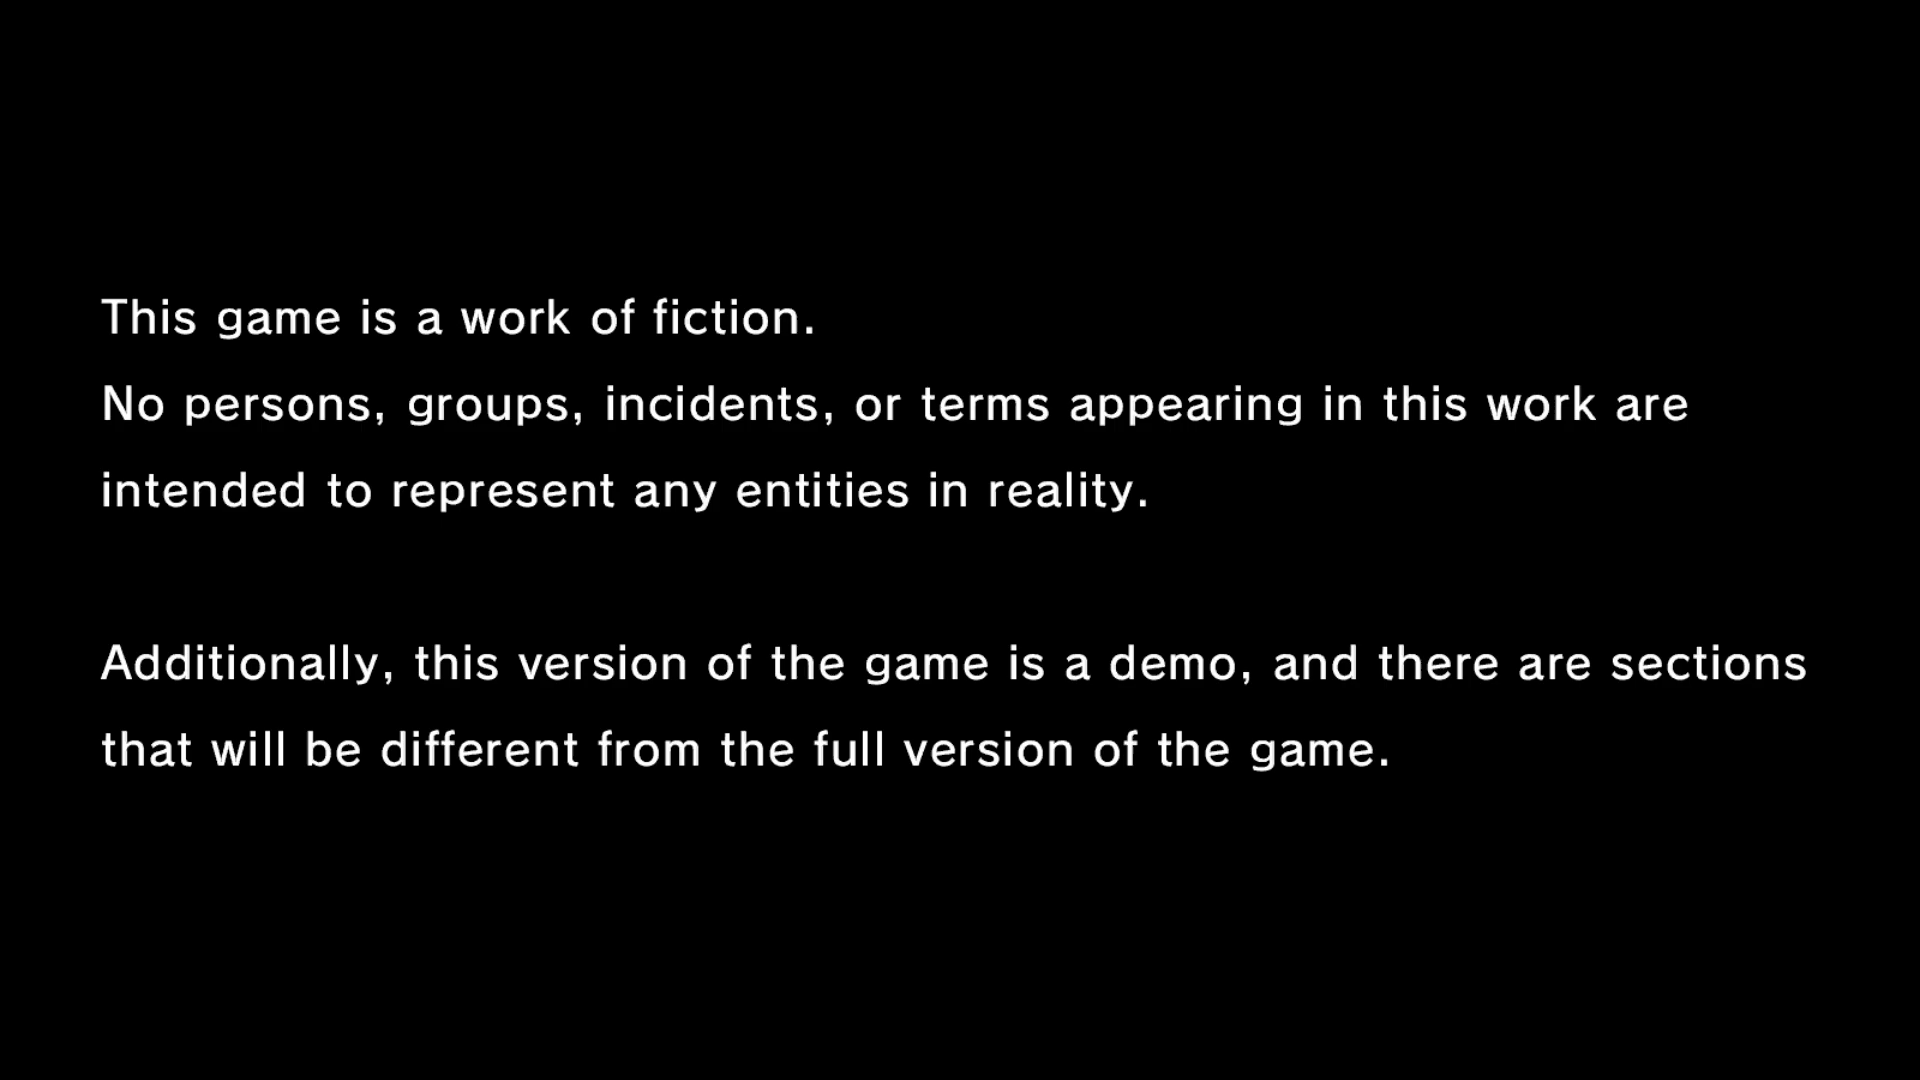 This game is a work of fiction.
No persons, groups, incidents, or terms appearing in this work are
intended to represent any entities in reality.
Additionally, this version of the game is a demo, and there are sections
that will be different from the full version of the game.